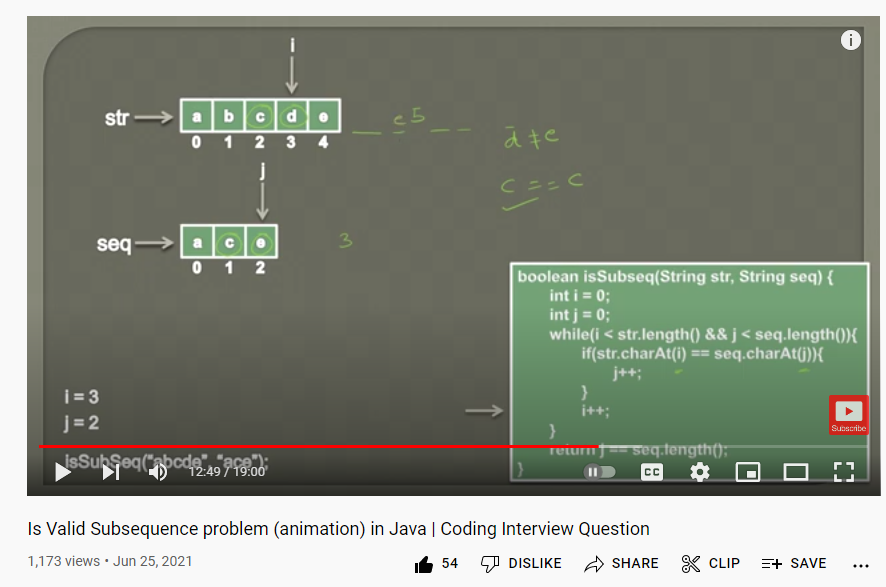 i
str a b c d e
0 1 2 3 4
e 5
d ≠ e
c == c
j
seq a c e
0 1 2
3
boolean isSubseq(String str, String seq) {
int i = 0;
int j = 0;
while(i < str.length() && j < seq.length()){
if(str.charAt(i) == seq.charAt(j)){
j++;
}
i++;
}
return j == seq.length();
}
i = 3
j = 2
isSubSeq("abcde", "ace");
Subscribe
12:49 / 19:00
CC
Is Valid Subsequence problem (animation) in Java | Coding Interview Question
1,173 views • Jun 25, 2021
54 DISLIKE SHARE CLIP SAVE ...